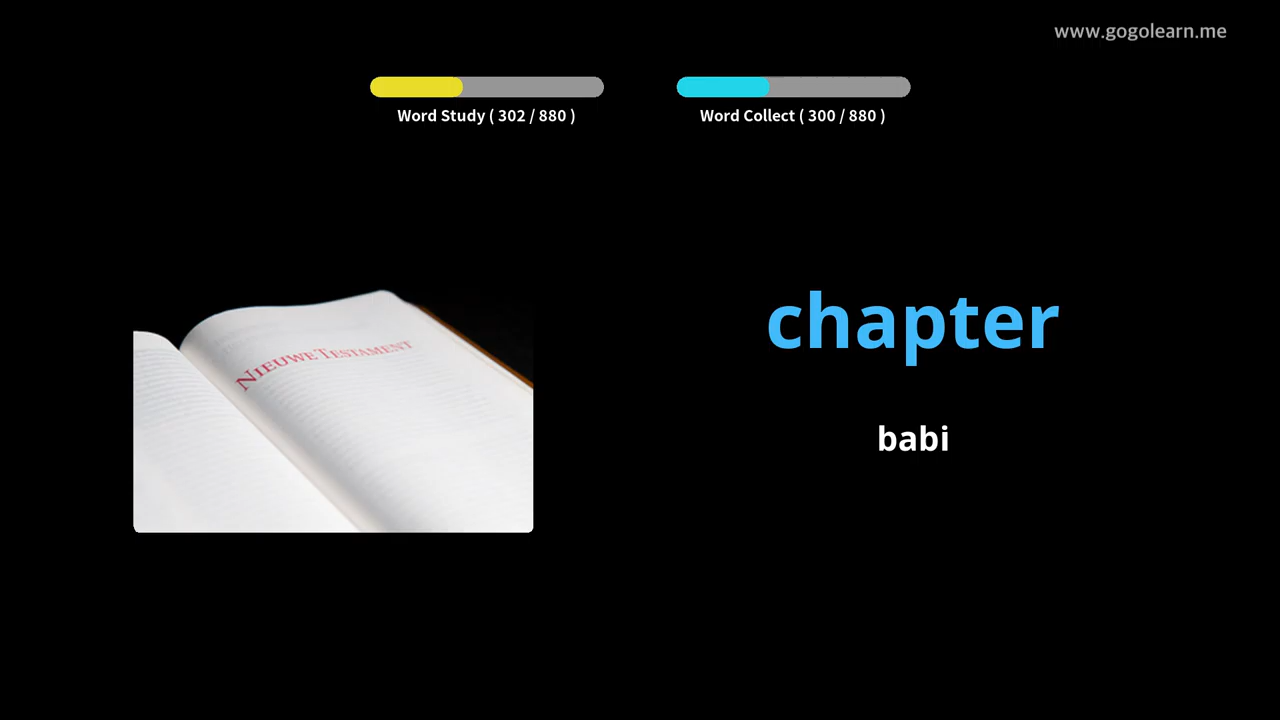 www.gogolearn.me
Word Study ( 302 / 880 )
Word Collect ( 300 / 880 )
NIEUWE TESTAMENT
chapter
babi